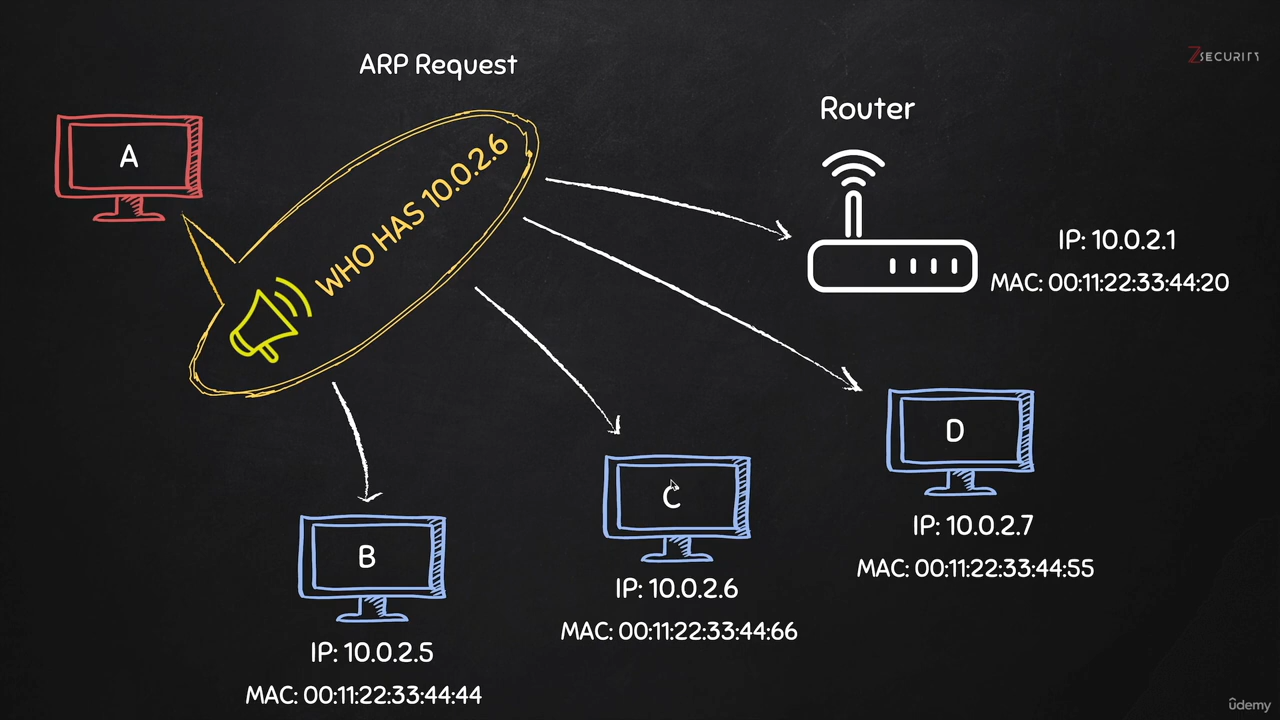 ARP Request
ZSECURITY
A
WHO HAS 10.0.2.6
Router
IP: 10.0.2.1
MAC: 00:11:22:33:44:20
D
IP: 10.0.2.7
MAC: 00:11:22:33:44:55
C
IP: 10.0.2.6
MAC: 00:11:22:33:44:66
B
IP: 10.0.2.5
MAC: 00:11:22:33:44:44
ûdemy